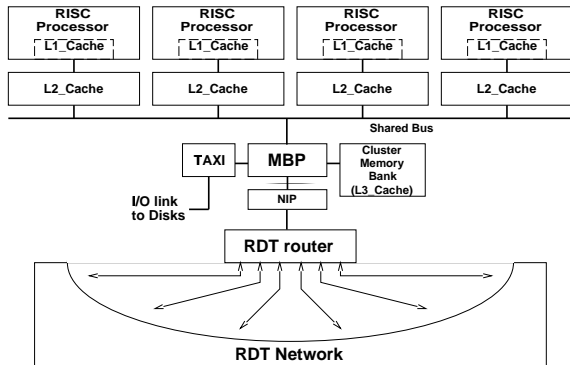 RISC
Processor
L1_Cache
RISC
Processor
L1_Cache
RISC
Processor
L1_Cache
RISC
Processor
L1_Cache
L2_Cache
L2_Cache
L2_Cache
L2_Cache
Shared Bus
TAXI
MBP
Cluster
Memory
Bank
(L3_Cache)
I/O link
to Disks
NIP
RDT router
RDT Network